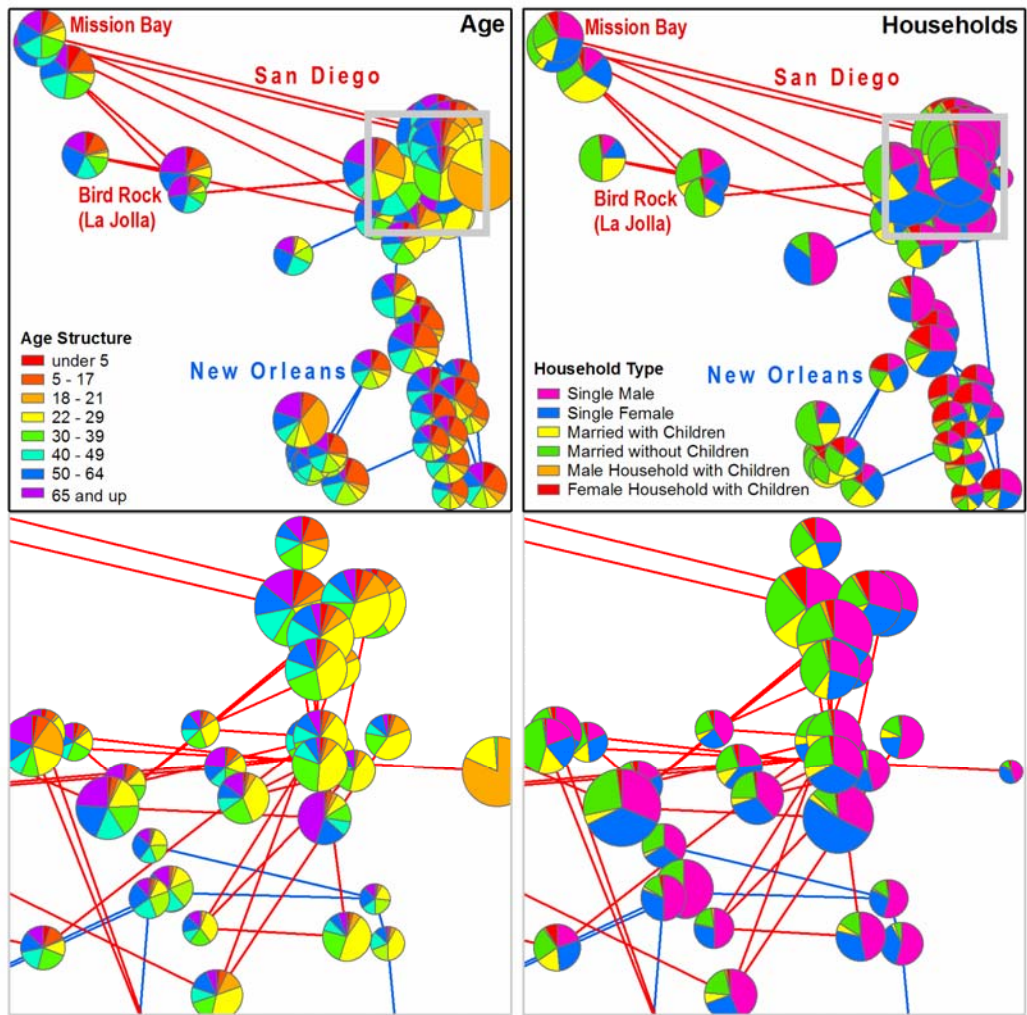 Mission Bay
Age
San Diego
Bird Rock
(La Jolla)
Age Structure
under 5
5 - 17
18 - 21
22 - 29
30 - 39
40 - 49
50 - 64
65 and up
New Orleans
Mission Bay
Households
San Diego
Bird Rock
(La Jolla)
New Orleans
Household Type
Single Male
Single Female
Married with Children
Married without Children
Male Household with Children
Female Household with Children